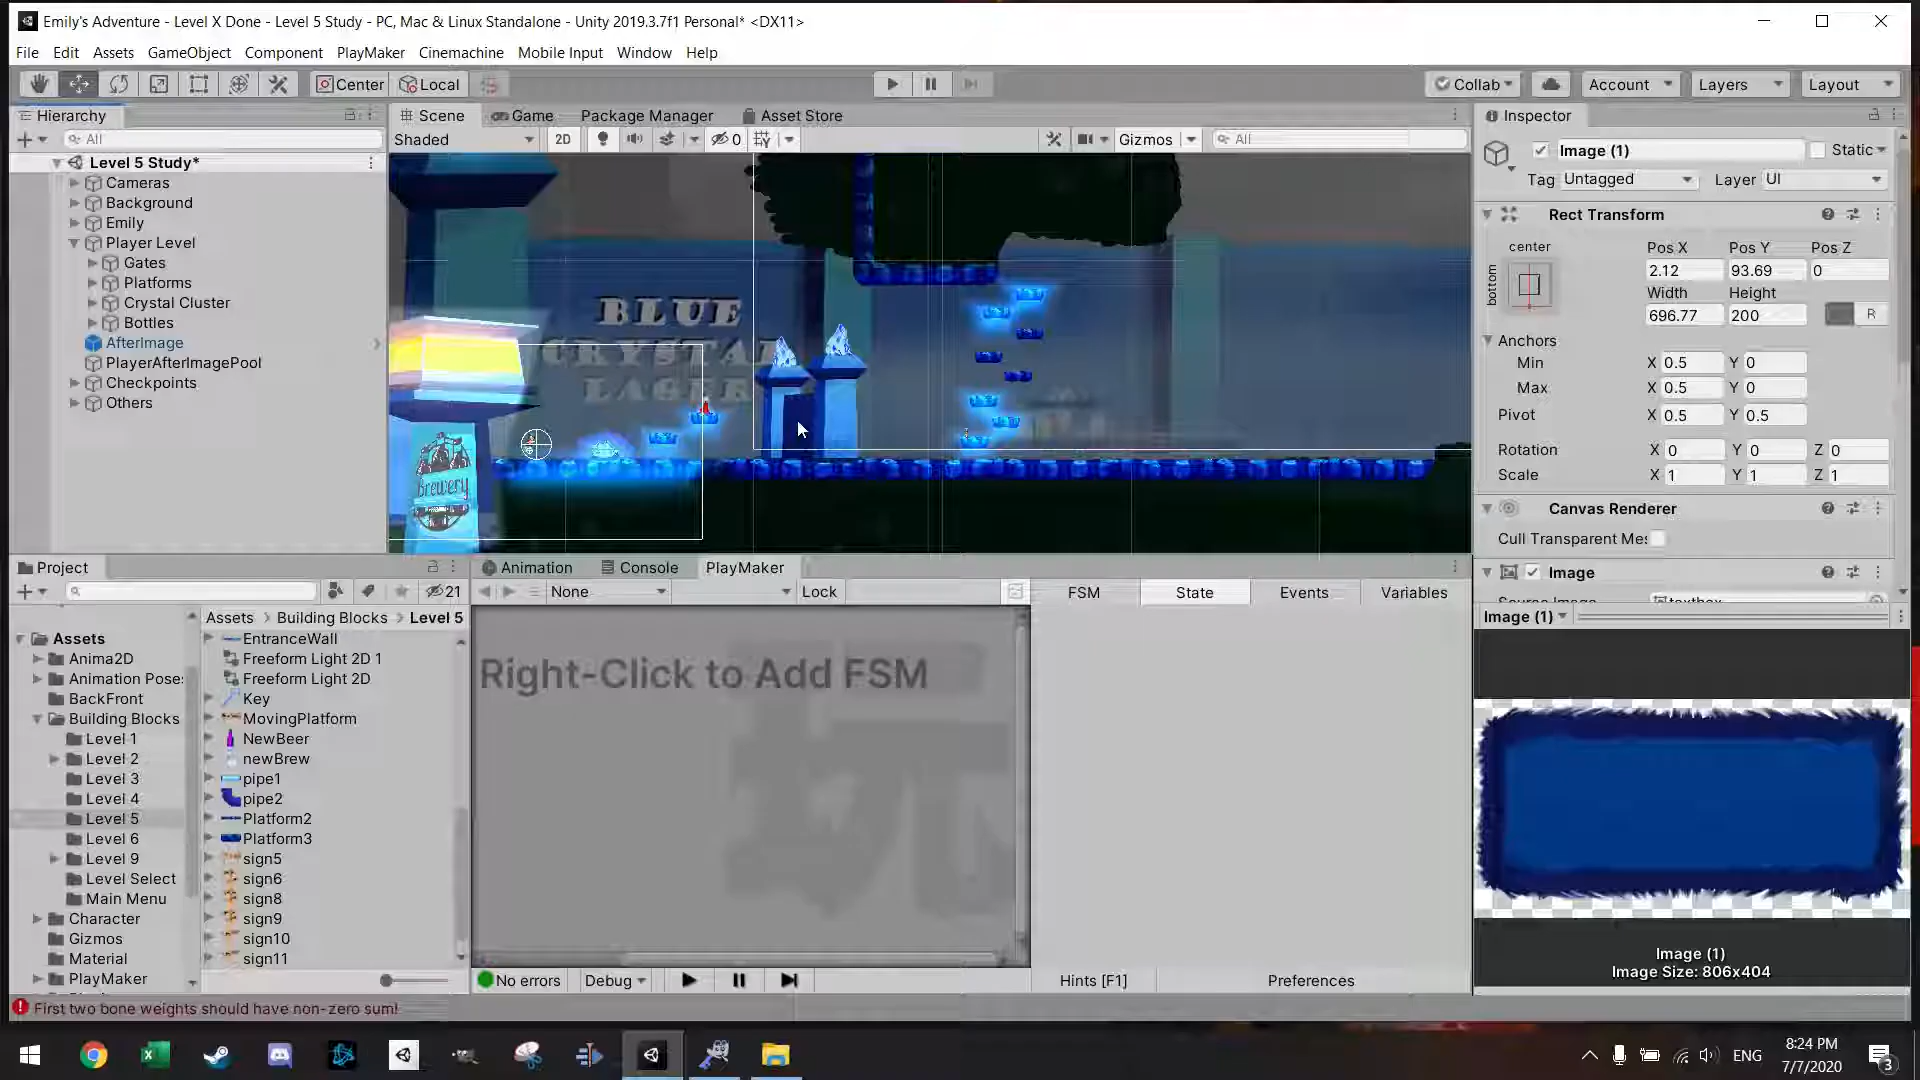 Emily's Adventure - Level X Done - Level 5 Study - PC, Mac & Linux Standalone - Unity 2019.3.7f1 Personal* <DX11>
File Edit Assets GameObject Component PlayMaker Cinemachine Mobile Input Window Help
Center Local Collab Account Layers Layout
Hierarchy Scene Game Package Manager Asset Store Inspector
All Shaded 2D 0 Gizmos All
Image (1) Static
Tag Untagged Layer UI
Level 5 Study*
Cameras
Background
Emily
Player Level
Gates
Platforms
Crystal Cluster
Bottles
AfterImage
PlayerAfterImagePool
Checkpoints
Others
BLUE
CRYSTAL
LAGER
Brewery
Rect Transform
center
bottom
Pos X Pos Y Pos Z
2.12 93.69 0
Width Height
696.77 200 R
Anchors
Min X 0.5 Y 0
Max X 0.5 Y 0
Pivot X 0.5 Y 0.5
Rotation X 0 Y 0 Z 0
Scale X 1 Y 1 Z 1
Canvas Renderer
Cull Transparent Me
Image
Source Image textbox
Image (1)
Project
21
Assets
Anima2D
Animation Pose
BackFront
Building Blocks
Level 1
Level 2
Level 3
Level 4
Level 5
Level 6
Level 9
Level Select
Main Menu
Character
Gizmos
Material
PlayMaker
Assets > Building Blocks > Level 5
EntranceWall
Freeform Light 2D 1
Freeform Light 2D
Key
MovingPlatform
NewBeer
newBrew
pipe1
pipe2
Platform2
Platform3
sign5
sign6
sign8
sign9
sign10
sign11
Animation Console PlayMaker
None Lock
FSM State Events Variables
Right-Click to Add FSM
No errors Debug
Hints [F1] Preferences
Image (1)
Image Size: 806x404
First two bone weights should have non-zero sum!
ENG
8:24 PM
7/7/2020
3